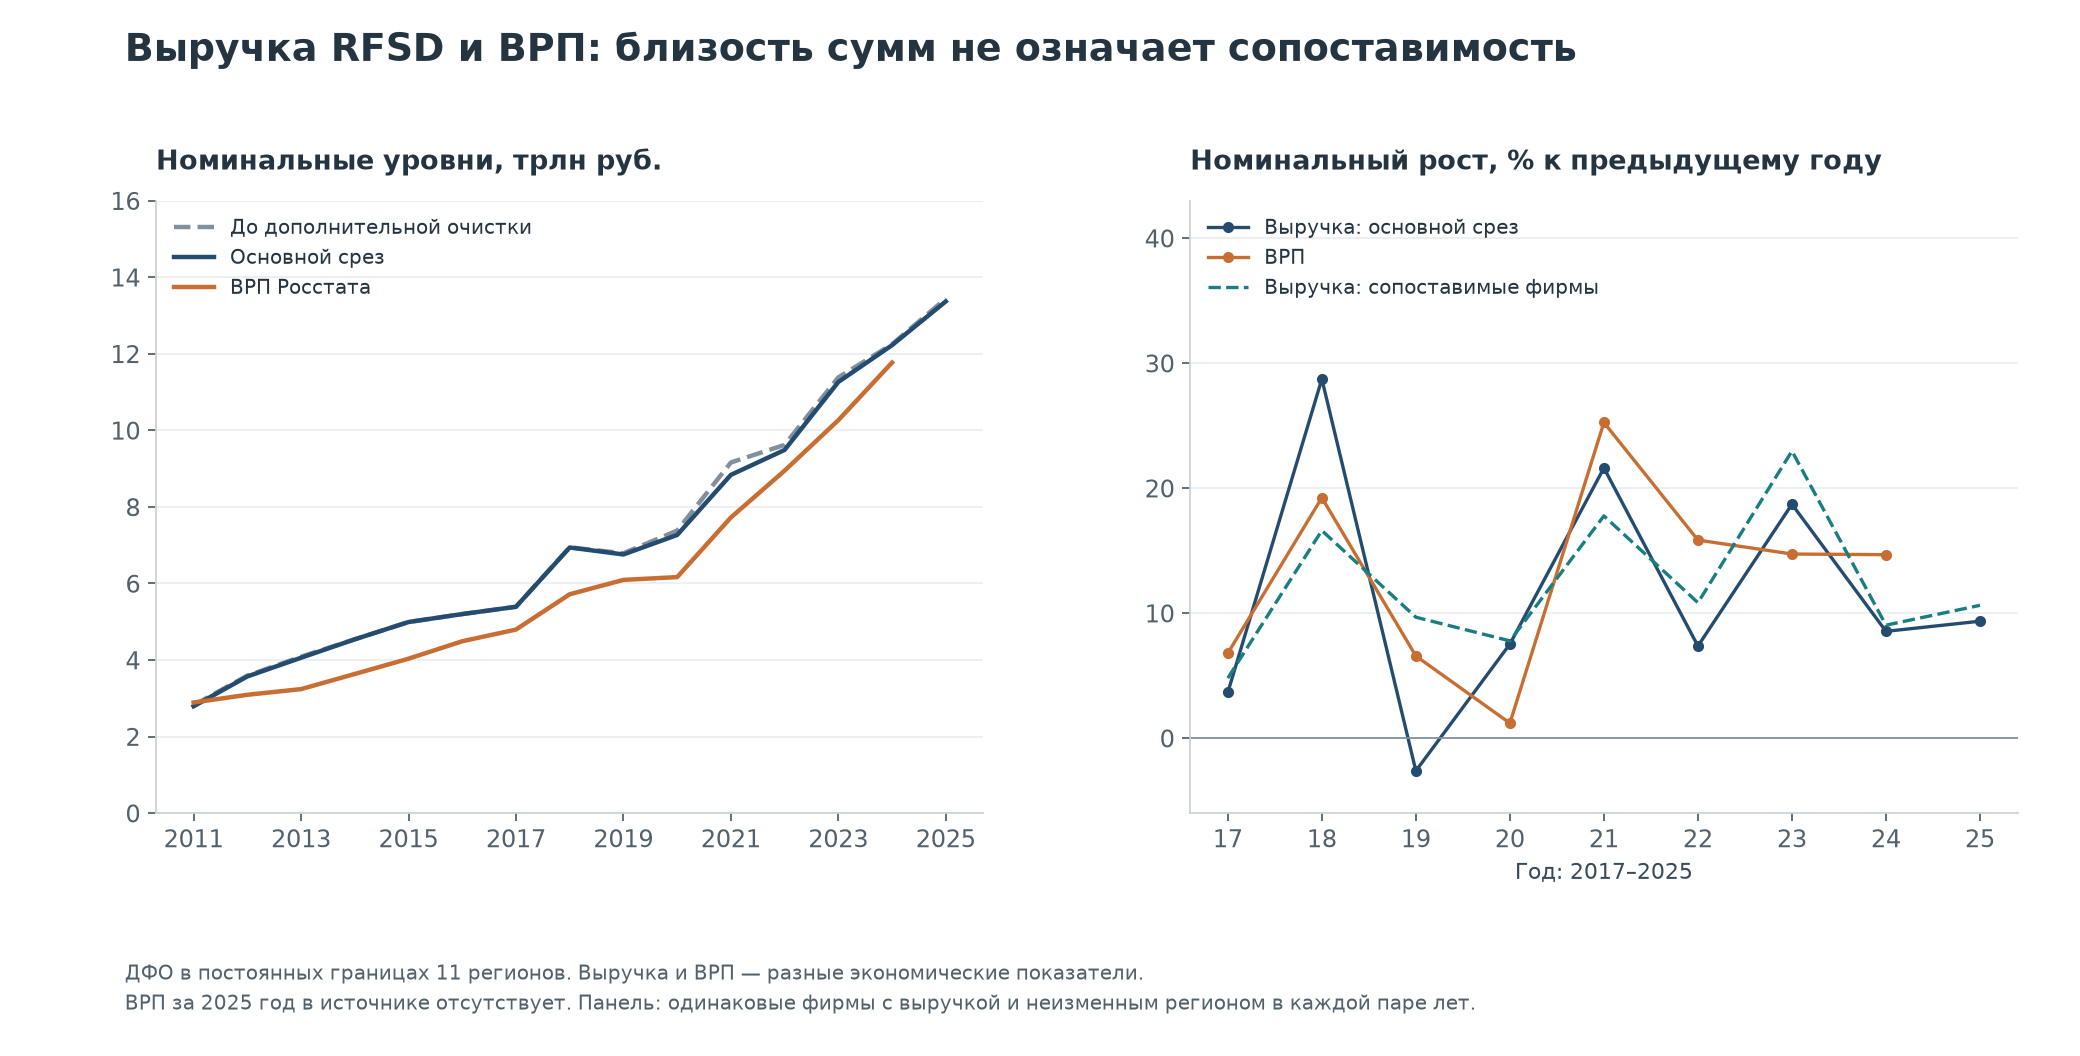 Выручка RFSD и ВРП: близость сумм не означает сопоставимость
Номинальные уровни, трлн руб.
16
14
12
10
8
6
4
2
0
До дополнительной очистки
Основной срез
ВРП Росстата
2011 2013 2015 2017 2019 2021 2023 2025
Номинальный рост, % к предыдущему году
40
30
20
10
0
Выручка: основной срез
ВРП
Выручка: сопоставимые фирмы
17 18 19 20 21 22 23 24 25
Год: 2017–2025
ДФО в постоянных границах 11 регионов. Выручка и ВРП — разные экономические показатели.
ВРП за 2025 год в источнике отсутствует. Панель: одинаковые фирмы с выручкой и неизменным регионом в каждой паре лет.